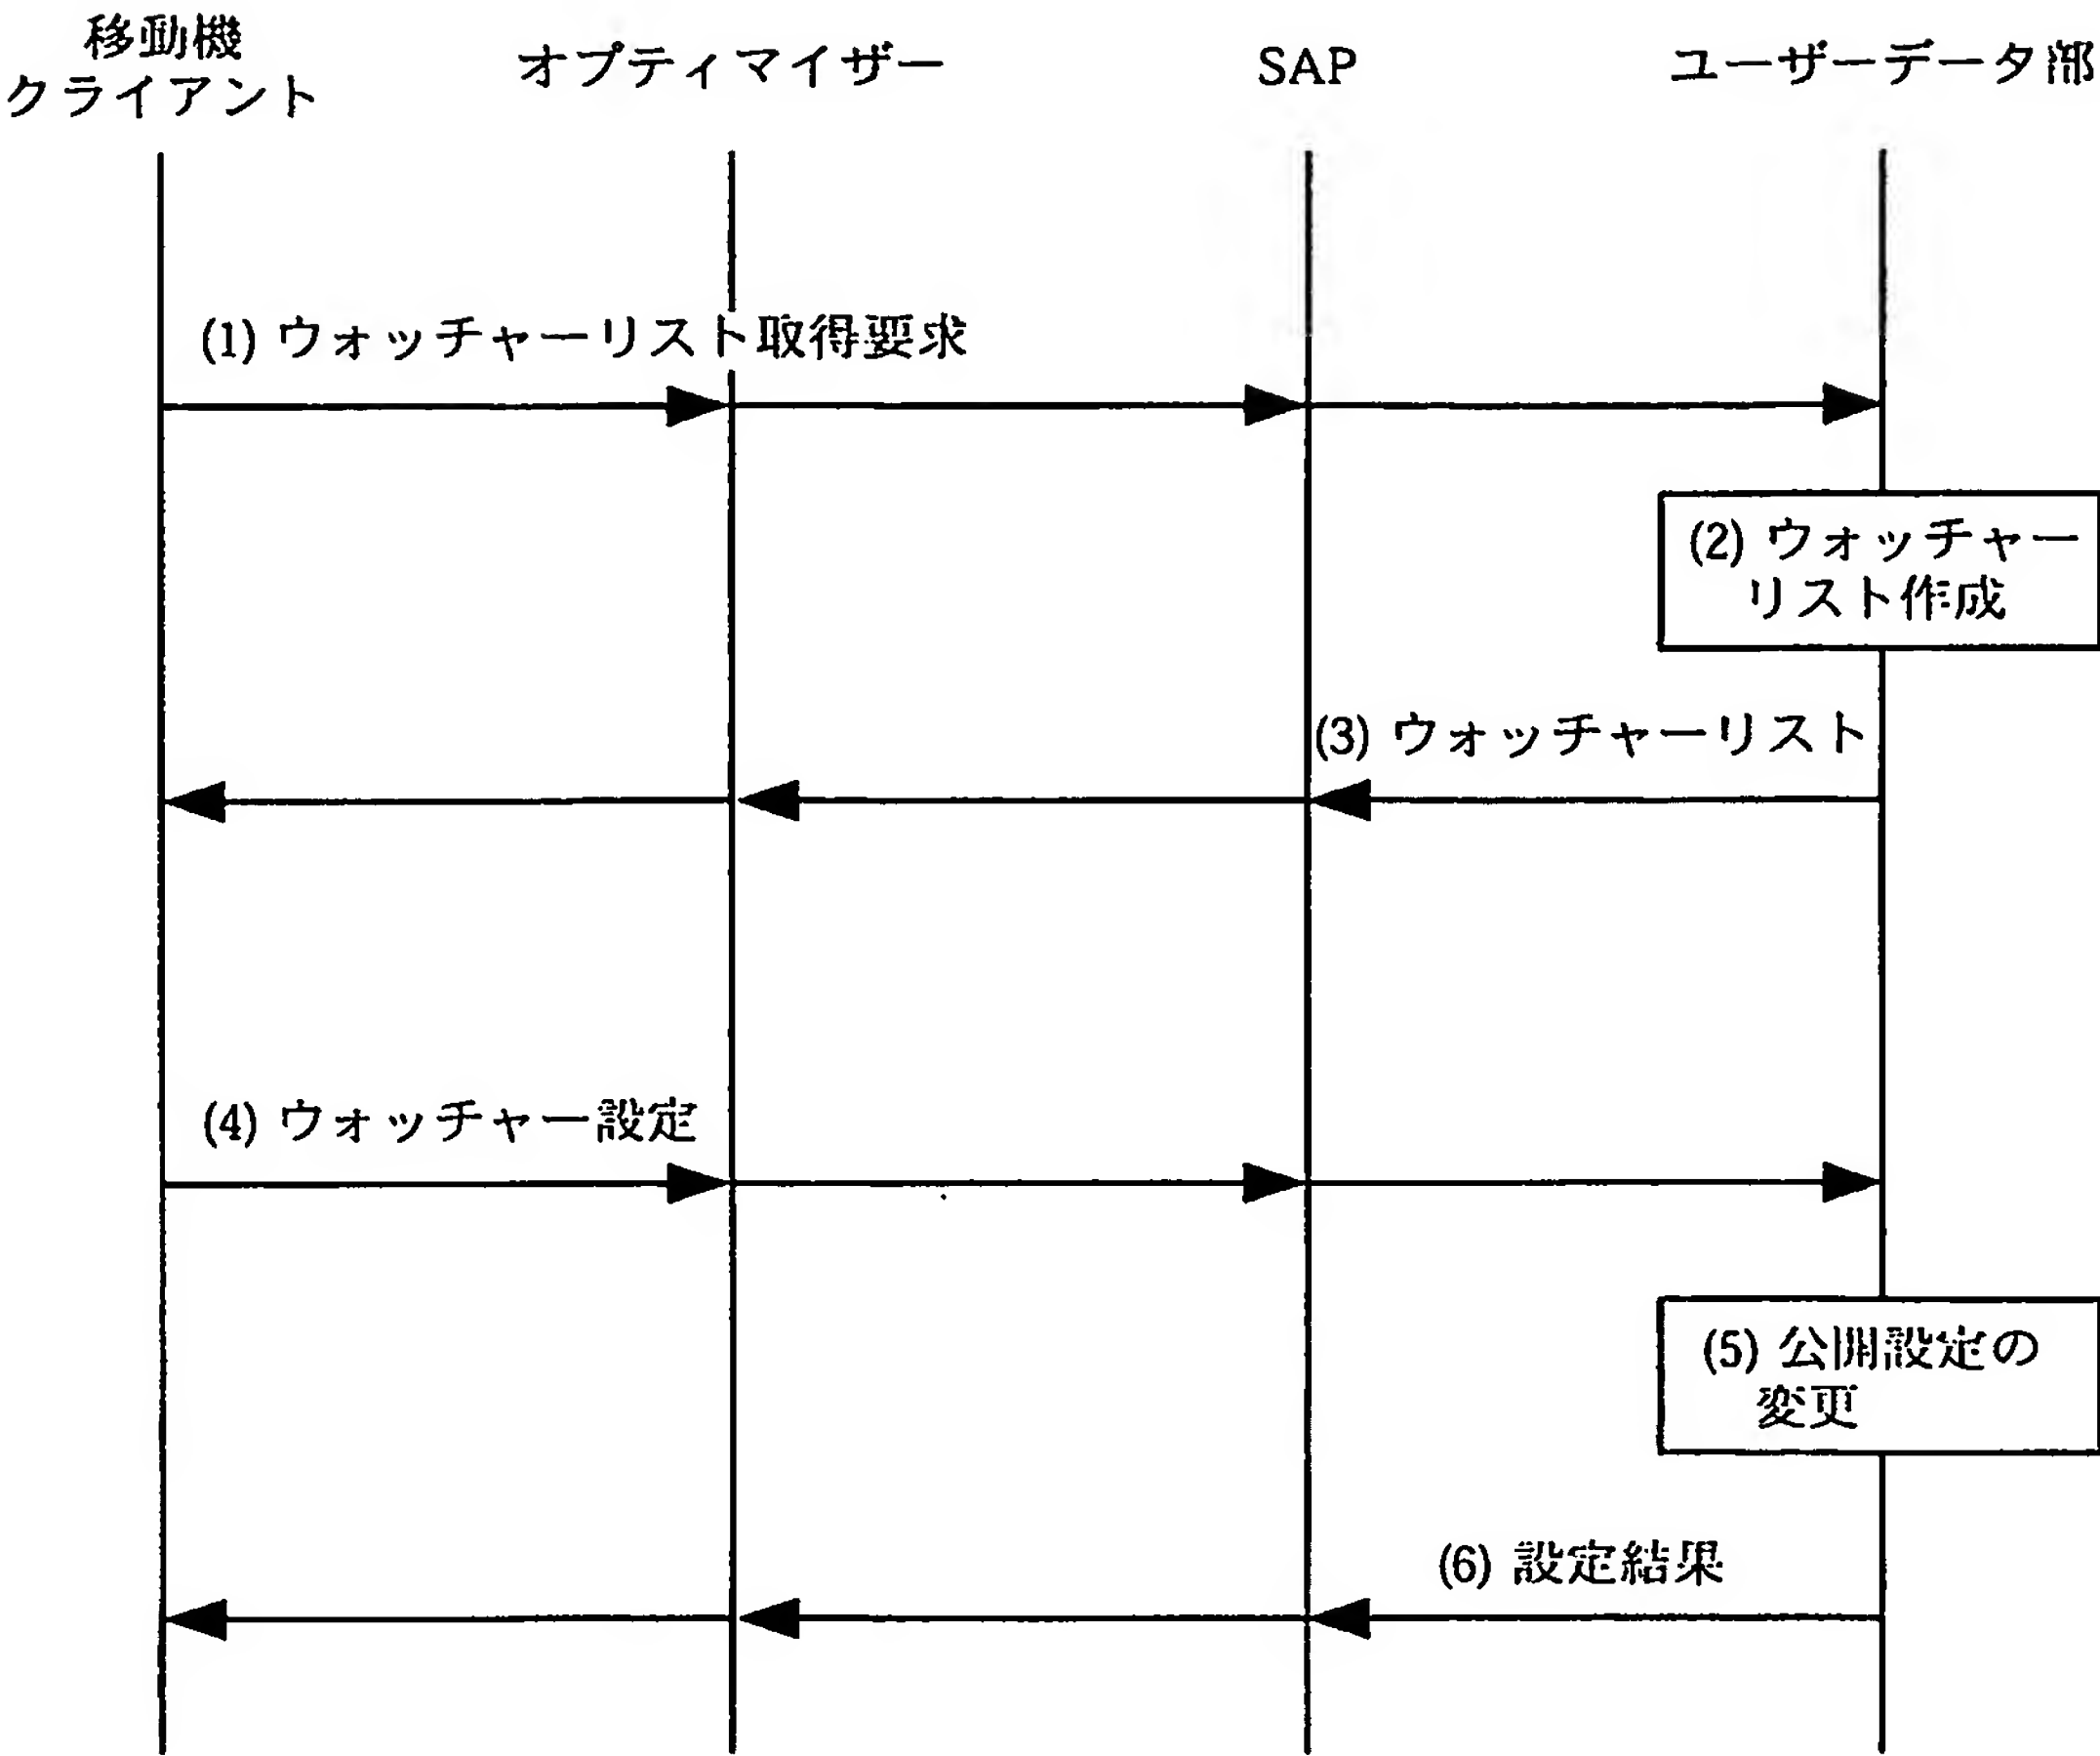 移動機
クライアント
オプティマイザー
SAP
ユーザーデータ部
(1) ウォッチャーリスト取得要求
(2) ウォッチャー
リスト作成
(3) ウォッチャーリスト
(4) ウォッチャー設定
(5) 公開設定の
変更
(6) 設定結果